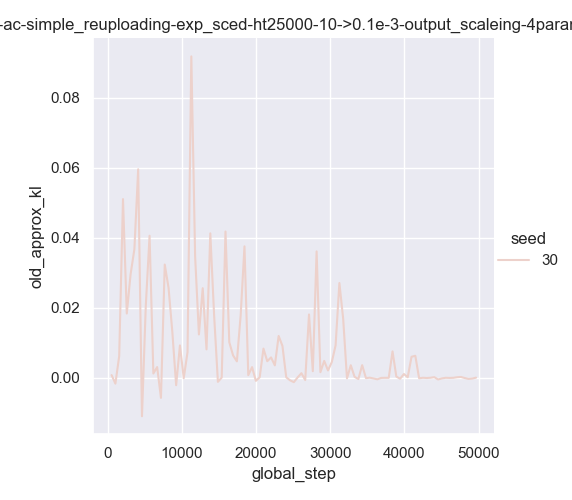 -ac-simple_reuploading-exp_sced-ht25000-10->0.1e-3-output_scaleing-4param
0.08
0.06
0.04
0.02
0.00
old_approx_kl
seed
30
0 10000 20000 30000 40000 50000
global_step